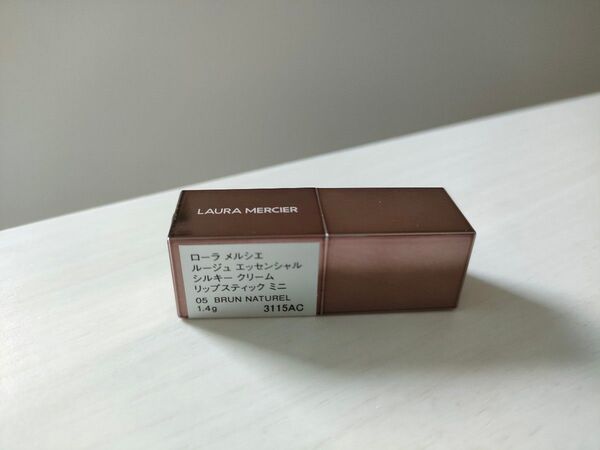 LAURA MERCIER
ローラ メルシエ
ルージュ エッセンシャル
シルキー クリーム
リップスティック ミニ
05 BRUN NATUREL
1.4g 3115AC